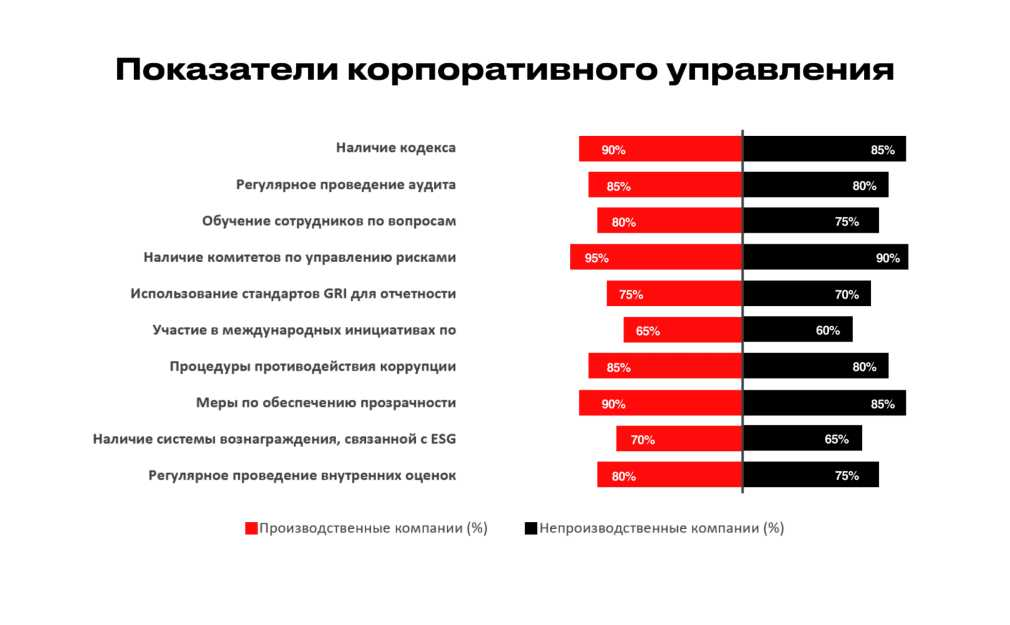 Показатели корпоративного управления
Наличие кодекса 90% 85%
Регулярное проведение аудита 85% 80%
Обучение сотрудников по вопросам 80% 75%
Наличие комитетов по управлению рисками 95% 90%
Использование стандартов GRI для отчетности 75% 70%
Участие в международных инициативах по 65% 60%
Процедуры противодействия коррупции 85% 80%
Меры по обеспечению прозрачности 90% 85%
Наличие системы вознаграждения, связанной с ESG 70% 65%
Регулярное проведение внутренних оценок 80% 75%
Производственные компании (%) Непроизводственные компании (%)